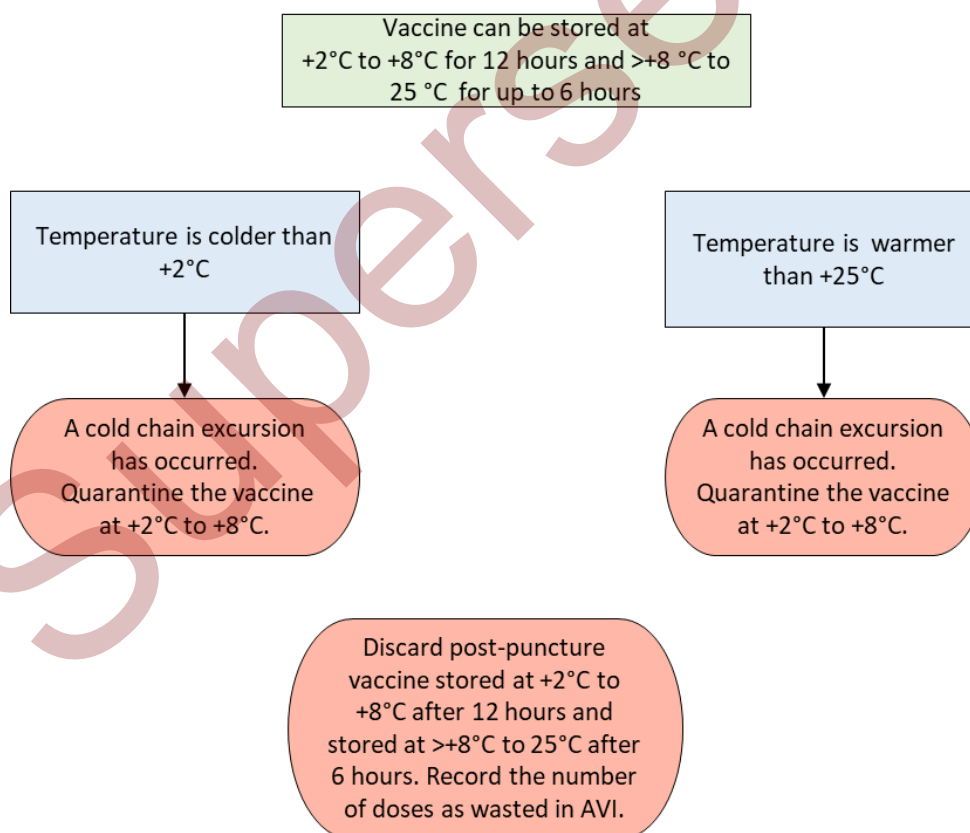 Vaccine can be stored at
+2°C to +8°C for 12 hours and >+8 °C to
25 °C for up to 6 hours
Temperature is colder than
+2°C
Temperature is warmer
than +25°C
A cold chain excursion
has occurred.
Quarantine the vaccine
at +2°C to +8°C.
A cold chain excursion
has occurred.
Quarantine the vaccine
at +2°C to +8°C.
Discard post-puncture
vaccine stored at +2°C to
+8°C after 12 hours and
stored at >+8°C to 25°C after
6 hours. Record the number
of doses as wasted in AVI.
Superse